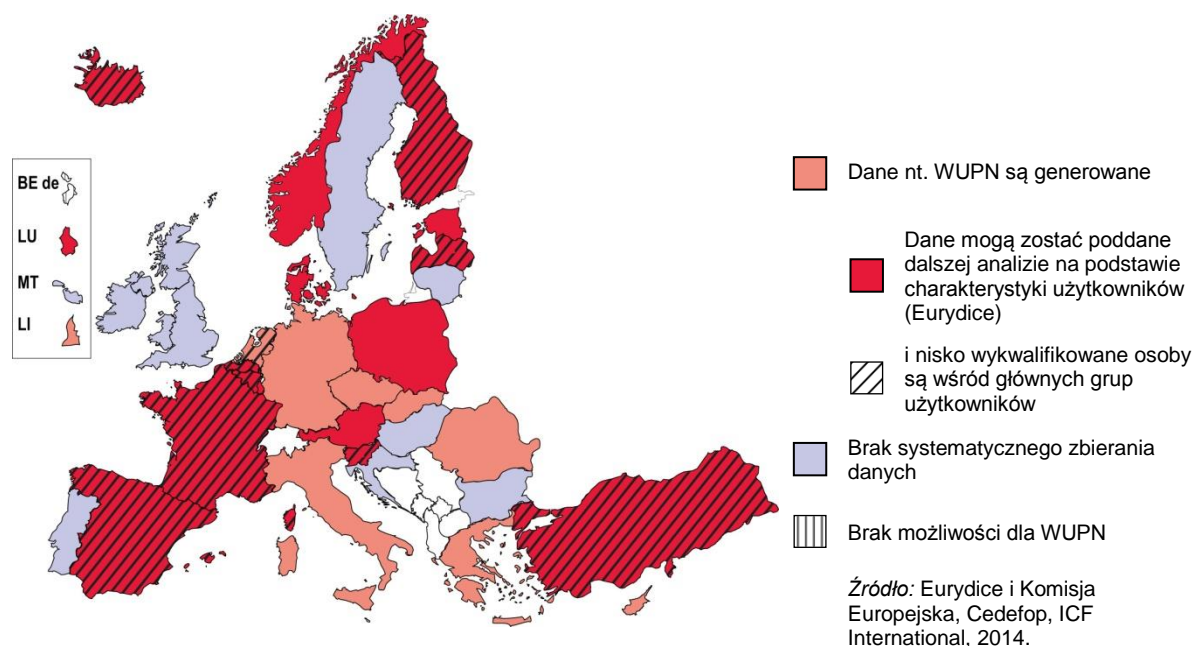 BE de
LU
MT
LI
Dane nt. WUPN są generowane
Dane mogą zostać poddane
dalszej analizie na podstawie
charakterystyki użytkowników
(Eurydice)
i nisko wykwalifikowane osoby
są wśród głównych grup
użytkowników
Brak systematycznego zbierania
danych
Brak możliwości dla WUPN
Źródło: Eurydice i Komisja
Europejska, Cedefop, ICF
International, 2014.